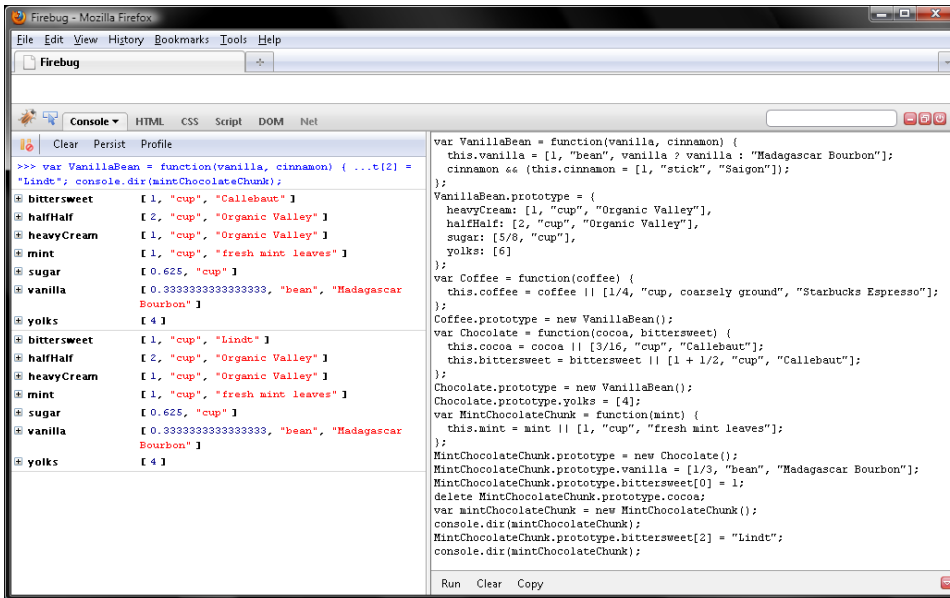 Firebug - Mozilla Firefox
File Edit View History Bookmarks Tools Help
Firebug
Console HTML CSS Script DOM Net
Clear Persist Profile
>>> var VanillaBean = function(vanilla, cinnamon) { ...t[2] =
"Lindt"; console.dir(mintChocolateChunk);
bittersweet [ 1, "cup", "Callebaut" ]
halfHalf [ 2, "cup", "Organic Valley" ]
heavyCream [ 1, "cup", "Organic Valley" ]
mint [ 1, "cup", "fresh mint leaves" ]
sugar [ 0.625, "cup" ]
vanilla [ 0.3333333333333333, "bean", "Madagascar
Bourbon" ]
yolks [ 4 ]
bittersweet [ 1, "cup", "Lindt" ]
halfHalf [ 2, "cup", "Organic Valley" ]
heavyCream [ 1, "cup", "Organic Valley" ]
mint [ 1, "cup", "fresh mint leaves" ]
sugar [ 0.625, "cup" ]
vanilla [ 0.3333333333333333, "bean", "Madagascar
Bourbon" ]
yolks [ 4 ]
var VanillaBean = function(vanilla, cinnamon) {
this.vanilla = [1, "bean", vanilla ? vanilla : "Madagascar Bourbon"];
cinnamon && (this.cinnamon = [1, "stick", "Saigon"]);
};
VanillaBean.prototype = {
heavyCream: [1, "cup", "Organic Valley"],
halfHalf: [2, "cup", "Organic Valley"],
sugar: [5/8, "cup"],
yolks: [6]
};
var Coffee = function(coffee) {
this.coffee = coffee || [1/4, "cup, coarsely ground", "Starbucks Espresso"];
};
Coffee.prototype = new VanillaBean();
var Chocolate = function(cocoa, bittersweet) {
this.cocoa = cocoa || [3/16, "cup", "Callebaut"];
this.bittersweet = bittersweet || [1 + 1/2, "cup", "Callebaut"];
};
Chocolate.prototype = new VanillaBean();
Chocolate.prototype.yolks = [4];
var MintChocolateChunk = function(mint) {
this.mint = mint || [1, "cup", "fresh mint leaves"];
};
MintChocolateChunk.prototype = new Chocolate();
MintChocolateChunk.prototype.vanilla = [1/3, "bean", "Madagascar Bourbon"];
MintChocolateChunk.prototype.bittersweet[0] = 1;
delete MintChocolateChunk.prototype.cocoa;
var mintChocolateChunk = new MintChocolateChunk();
console.dir(mintChocolateChunk);
MintChocolateChunk.prototype.bittersweet[2] = "Lindt";
console.dir(mintChocolateChunk);
Run Clear Copy